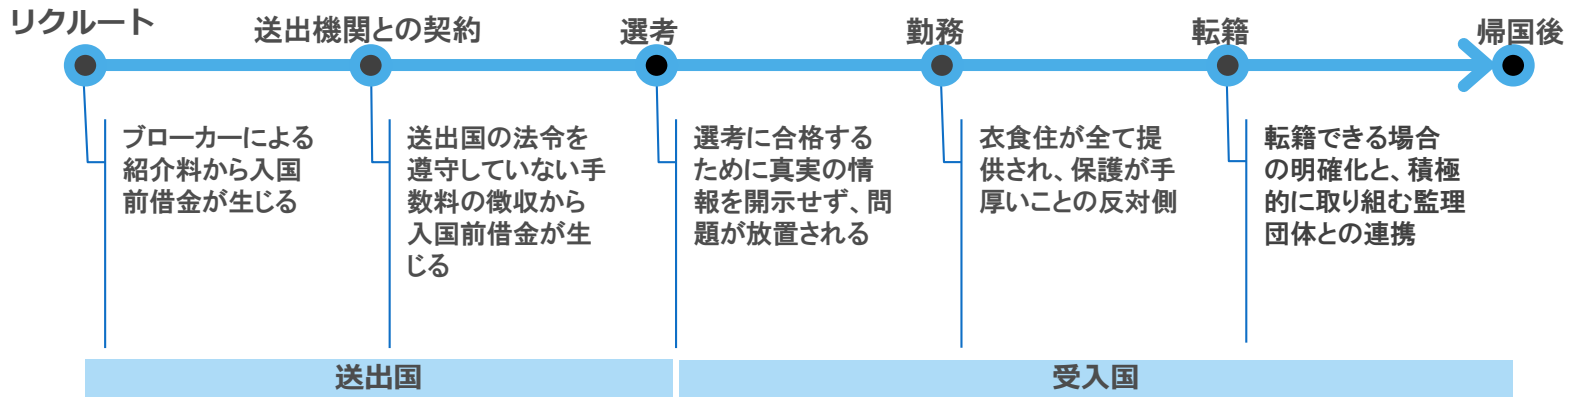 リクルート
送出機関との契約
選考
勤務
転籍
帰国後
ブローカーによる
紹介料から入国
前借金が生じる
送出国の法令を
遵守していない手
数料の徴収から
入国前借金が生
じる
選考に合格する
ために真実の情
報を開示せず、問
題が放置される
衣食住が全て提
供され、保護が手
厚いことの反対側
転籍できる場合
の明確化と、積極
的に取り組む監理
団体との連携
送出国
受入国